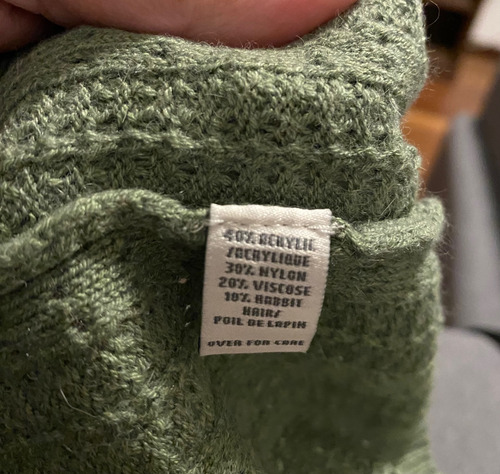 40% ACRYLIC
/ACRYLIQUE
30% NYLON
20% VISCOSE
10% RABBIT
HAIR/
POIL DE LAPIN
OVER FOR CARE